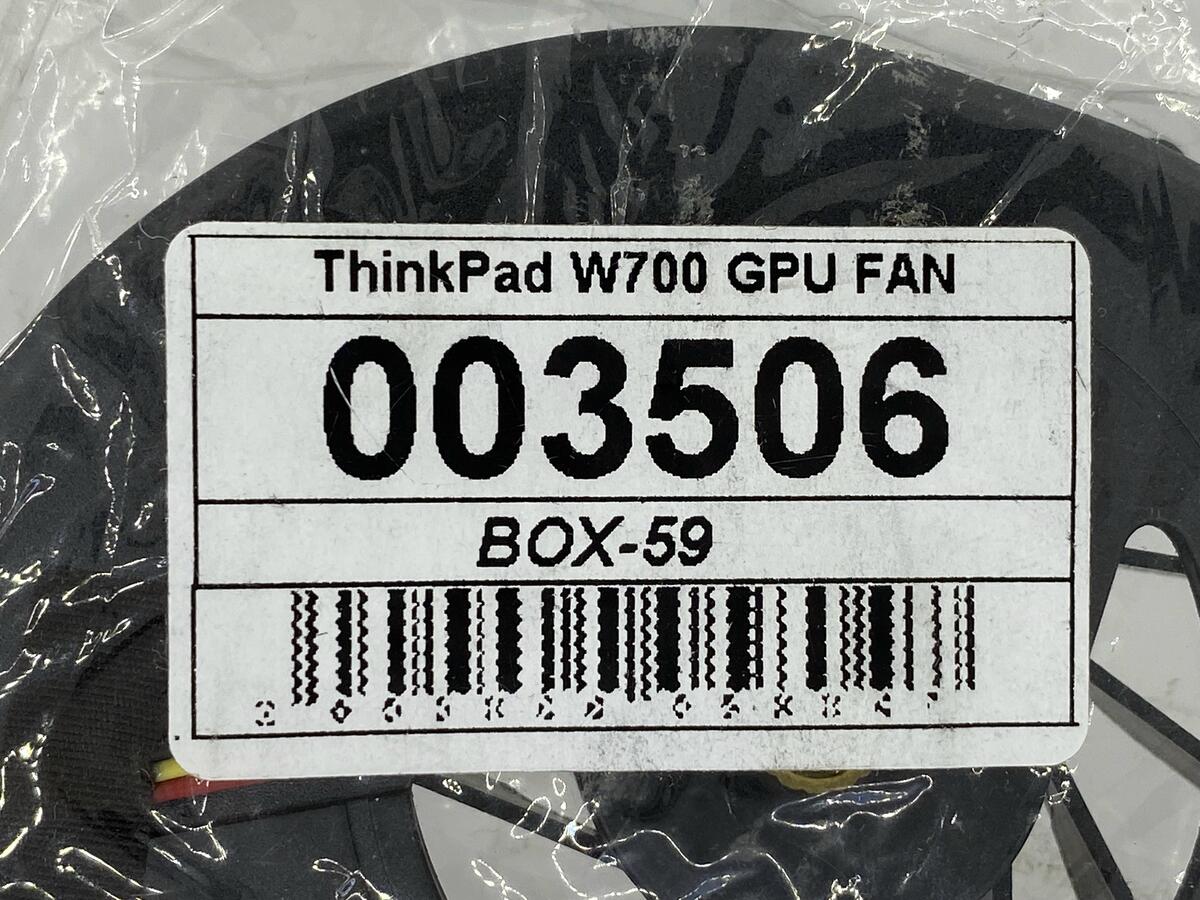 ThinkPad W700 GPU FAN
003506
BOX-59